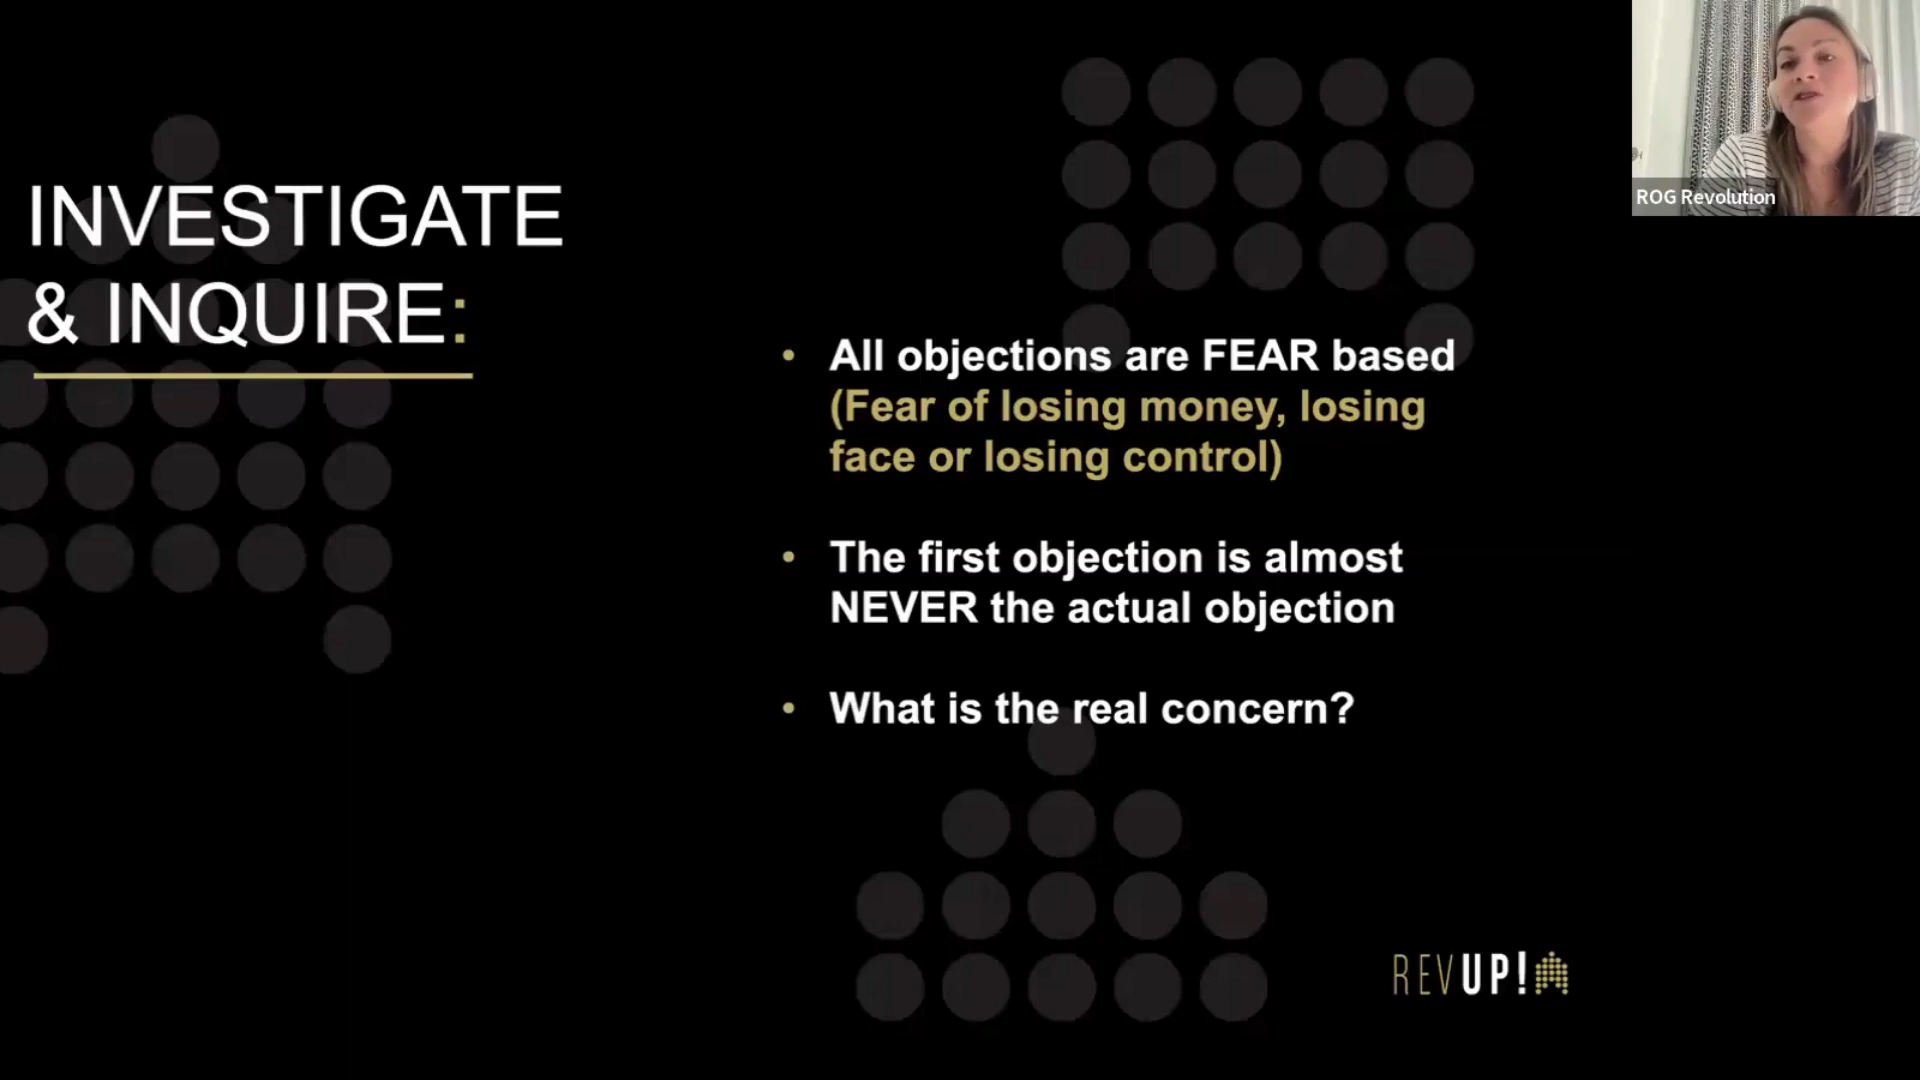 INVESTIGATE
& INQUIRE:
• All objections are FEAR based
(Fear of losing money, losing
face or losing control)
• The first objection is almost
NEVER the actual objection
• What is the real concern?
REVUP!
ROG Revolution